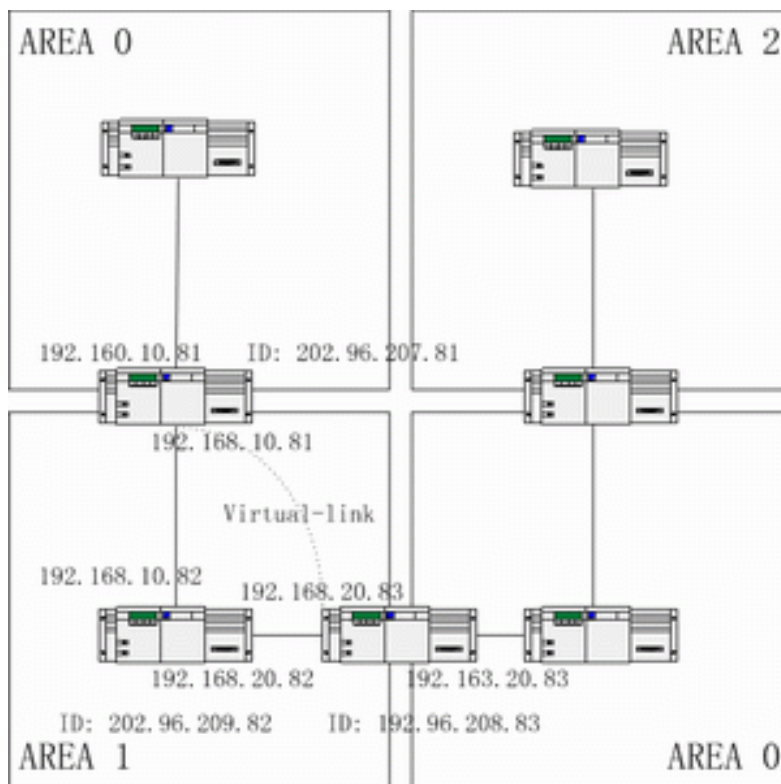 AREA 0
AREA 2
192.160.10.81 ID: 202.96.207.81
192.168.10.81
Virtual-link
192.168.10.82
192.168.20.83
192.168.20.82
192.163.20.83
ID: 202.96.209.82
ID: 192.96.208.83
AREA 1
AREA 0